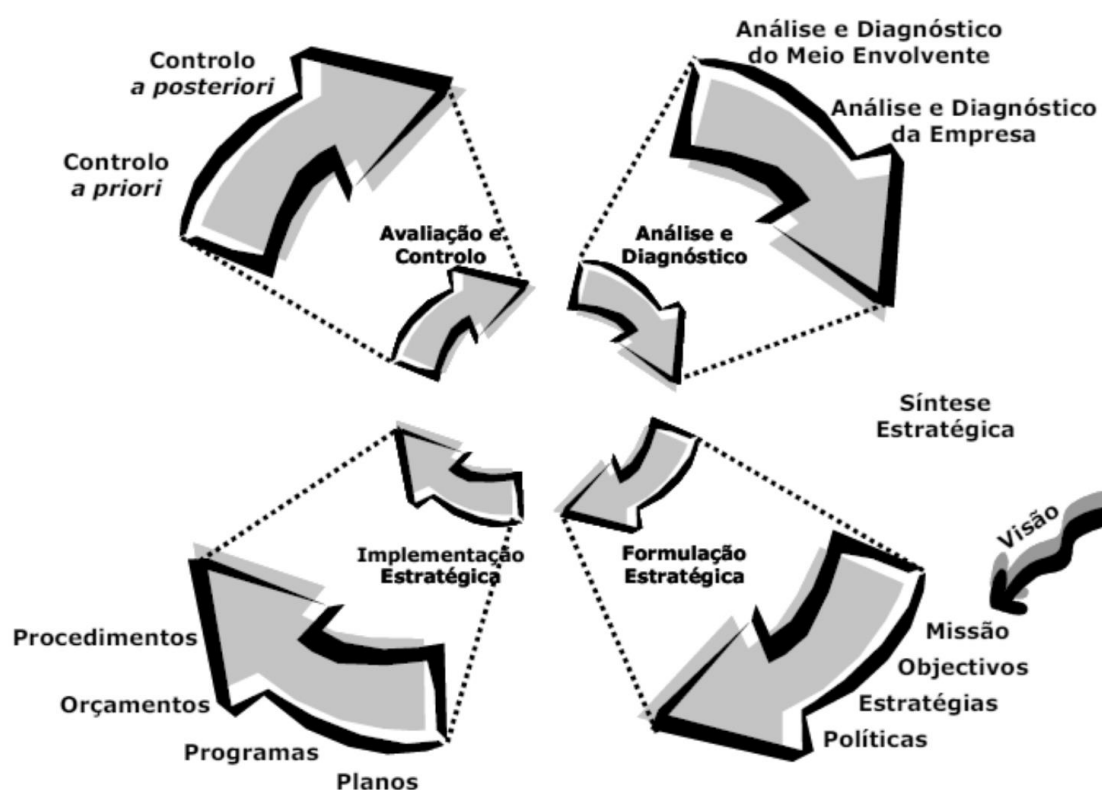 Controlo
a posteriori
Controlo
a priori
Avaliação e
Controlo
Análise e Diagnóstico
do Meio Envolvente
Análise e Diagnóstico
da Empresa
Análise e
Diagnóstico
Síntese
Estratégica
Visão
Formulação
Estratégica
Missão
Objectivos
Estratégias
Políticas
Implementação
Estratégica
Procedimentos
Orçamentos
Programas
Planos